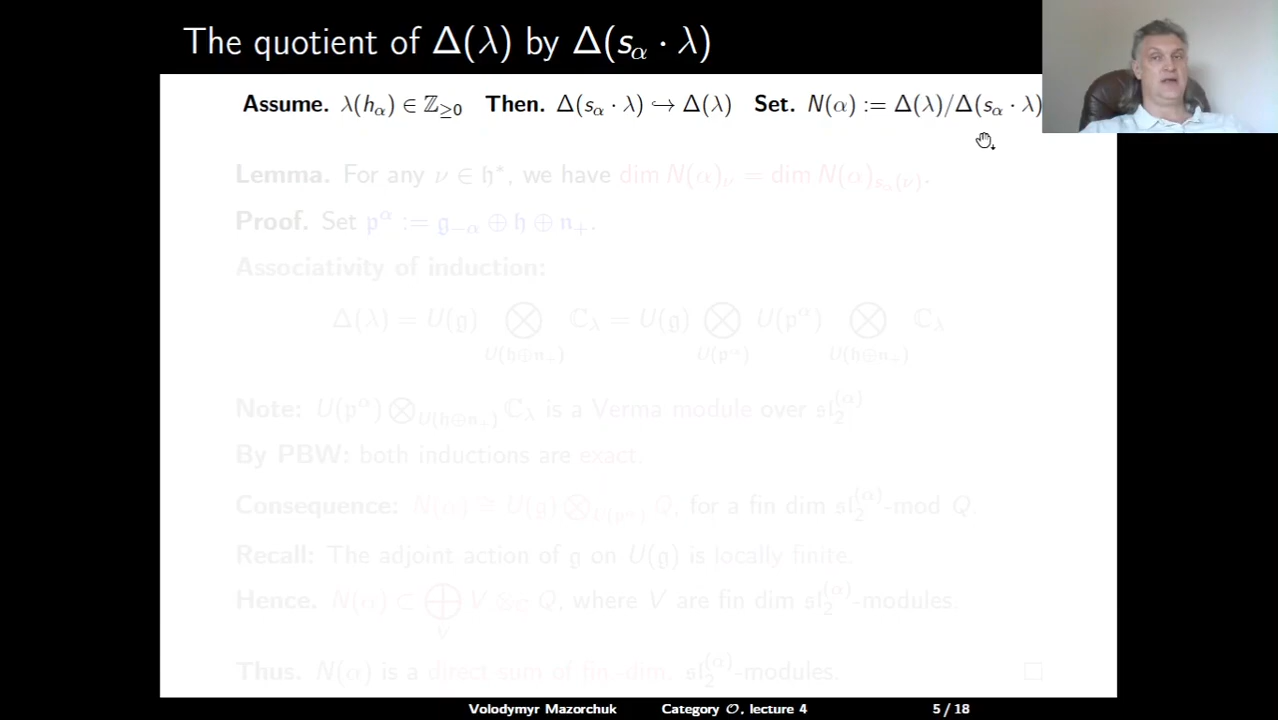 The quotient of Δ(λ) by Δ(s_α · λ)
Assume. λ(h_α) ∈ ℤ_≥0 Then. Δ(s_α · λ) ↪ Δ(λ) Set. N(α) := Δ(λ)/Δ(s_α · λ)
Lemma. For any ν ∈ 𝔥*, we have dim N(α)_ν = dim N(α)_{s_α(ν)}.
Proof. Set 𝔭^α := 𝔤_{−α} ⊕ 𝔥 ⊕ 𝔫_+.
Associativity of induction:
Δ(λ) = U(𝔤) ⨂_{U(𝔥⊕𝔫_+)} ℂ_λ = U(𝔤) ⨂_{U(𝔭^α)} U(𝔭^α) ⨂_{U(𝔥⊕𝔫_+)} ℂ_λ
Note: U(𝔭^α) ⨂_{U(𝔥⊕𝔫_+)} ℂ_λ is a Verma module over 𝔰𝔩_2^{(α)}
By PBW: both inductions are exact.
Consequence: N(α) ≅ U(𝔤) ⨂_{U(𝔭^α)} Q, for a fin dim 𝔰𝔩_2^{(α)}-mod Q.
Recall: The adjoint action of 𝔤 on U(𝔤) is locally finite.
Hence. N(α) ⊂ ⨁_V V ⊗_ℂ Q, where V are fin dim 𝔰𝔩_2^{(α)}-modules.
Thus. N(α) is a direct sum of fin.-dim. 𝔰𝔩_2^{(α)}-modules. □
Volodymyr Mazorchuk Category 𝒪, lecture 4 5 / 18